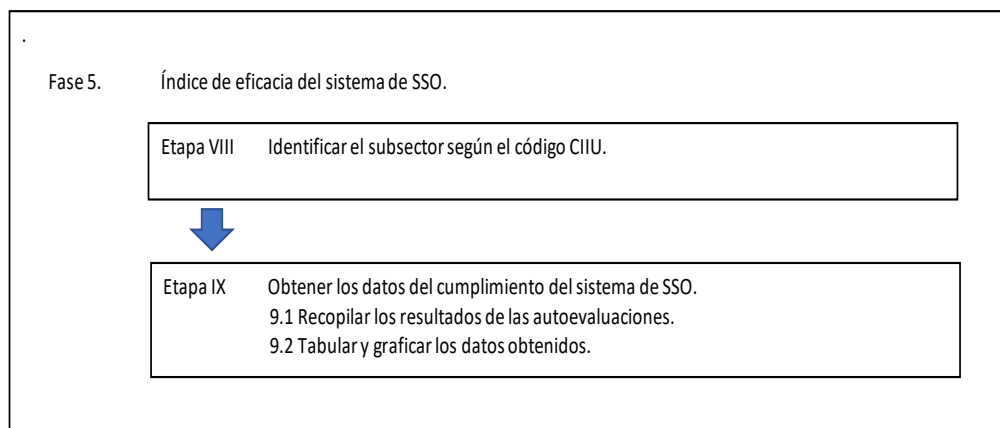 .
Fase 5. Índice de eficacia del sistema de SSO.
Etapa VIII Identificar el subsector según el código CIIU.
Etapa IX Obtener los datos del cumplimiento del sistema de SSO.
9.1 Recopilar los resultados de las autoevaluaciones.
9.2 Tabular y graficar los datos obtenidos.